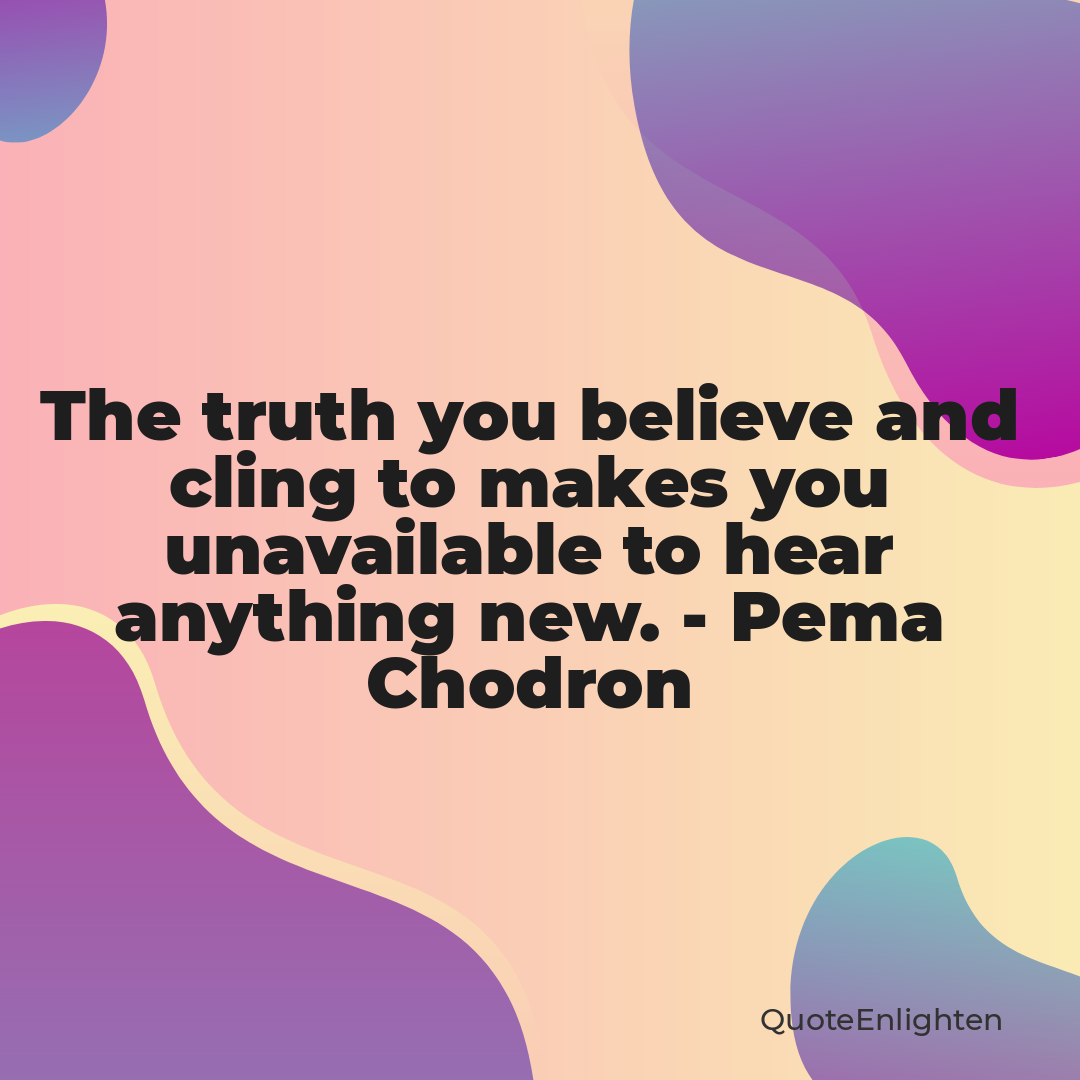 The truth you believe and
cling to makes you
unavailable to hear
anything new. - Pema
Chodron
QuoteEnlighten